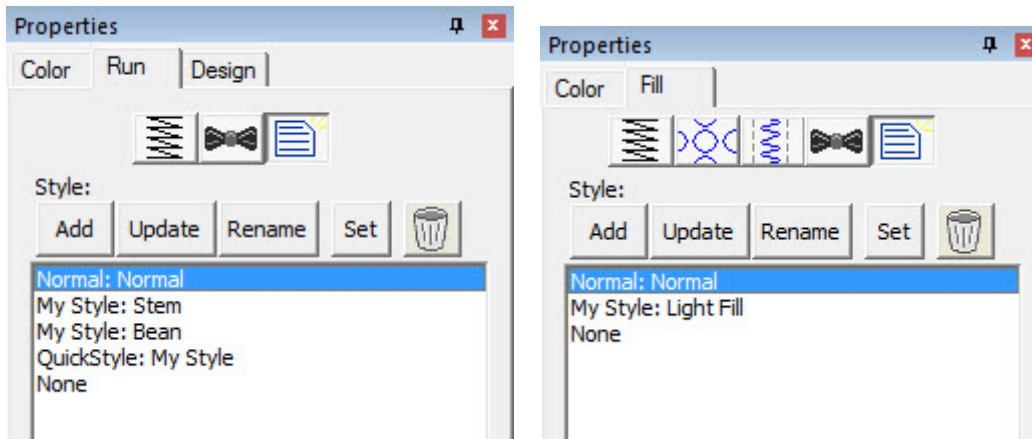 Properties
Color Run Design
Style:
Add Update Rename Set
Normal: Normal
My Style: Stem
My Style: Bean
QuickStyle: My Style
None
Properties
Color Fill
Style:
Add Update Rename Set
Normal: Normal
My Style: Light Fill
None